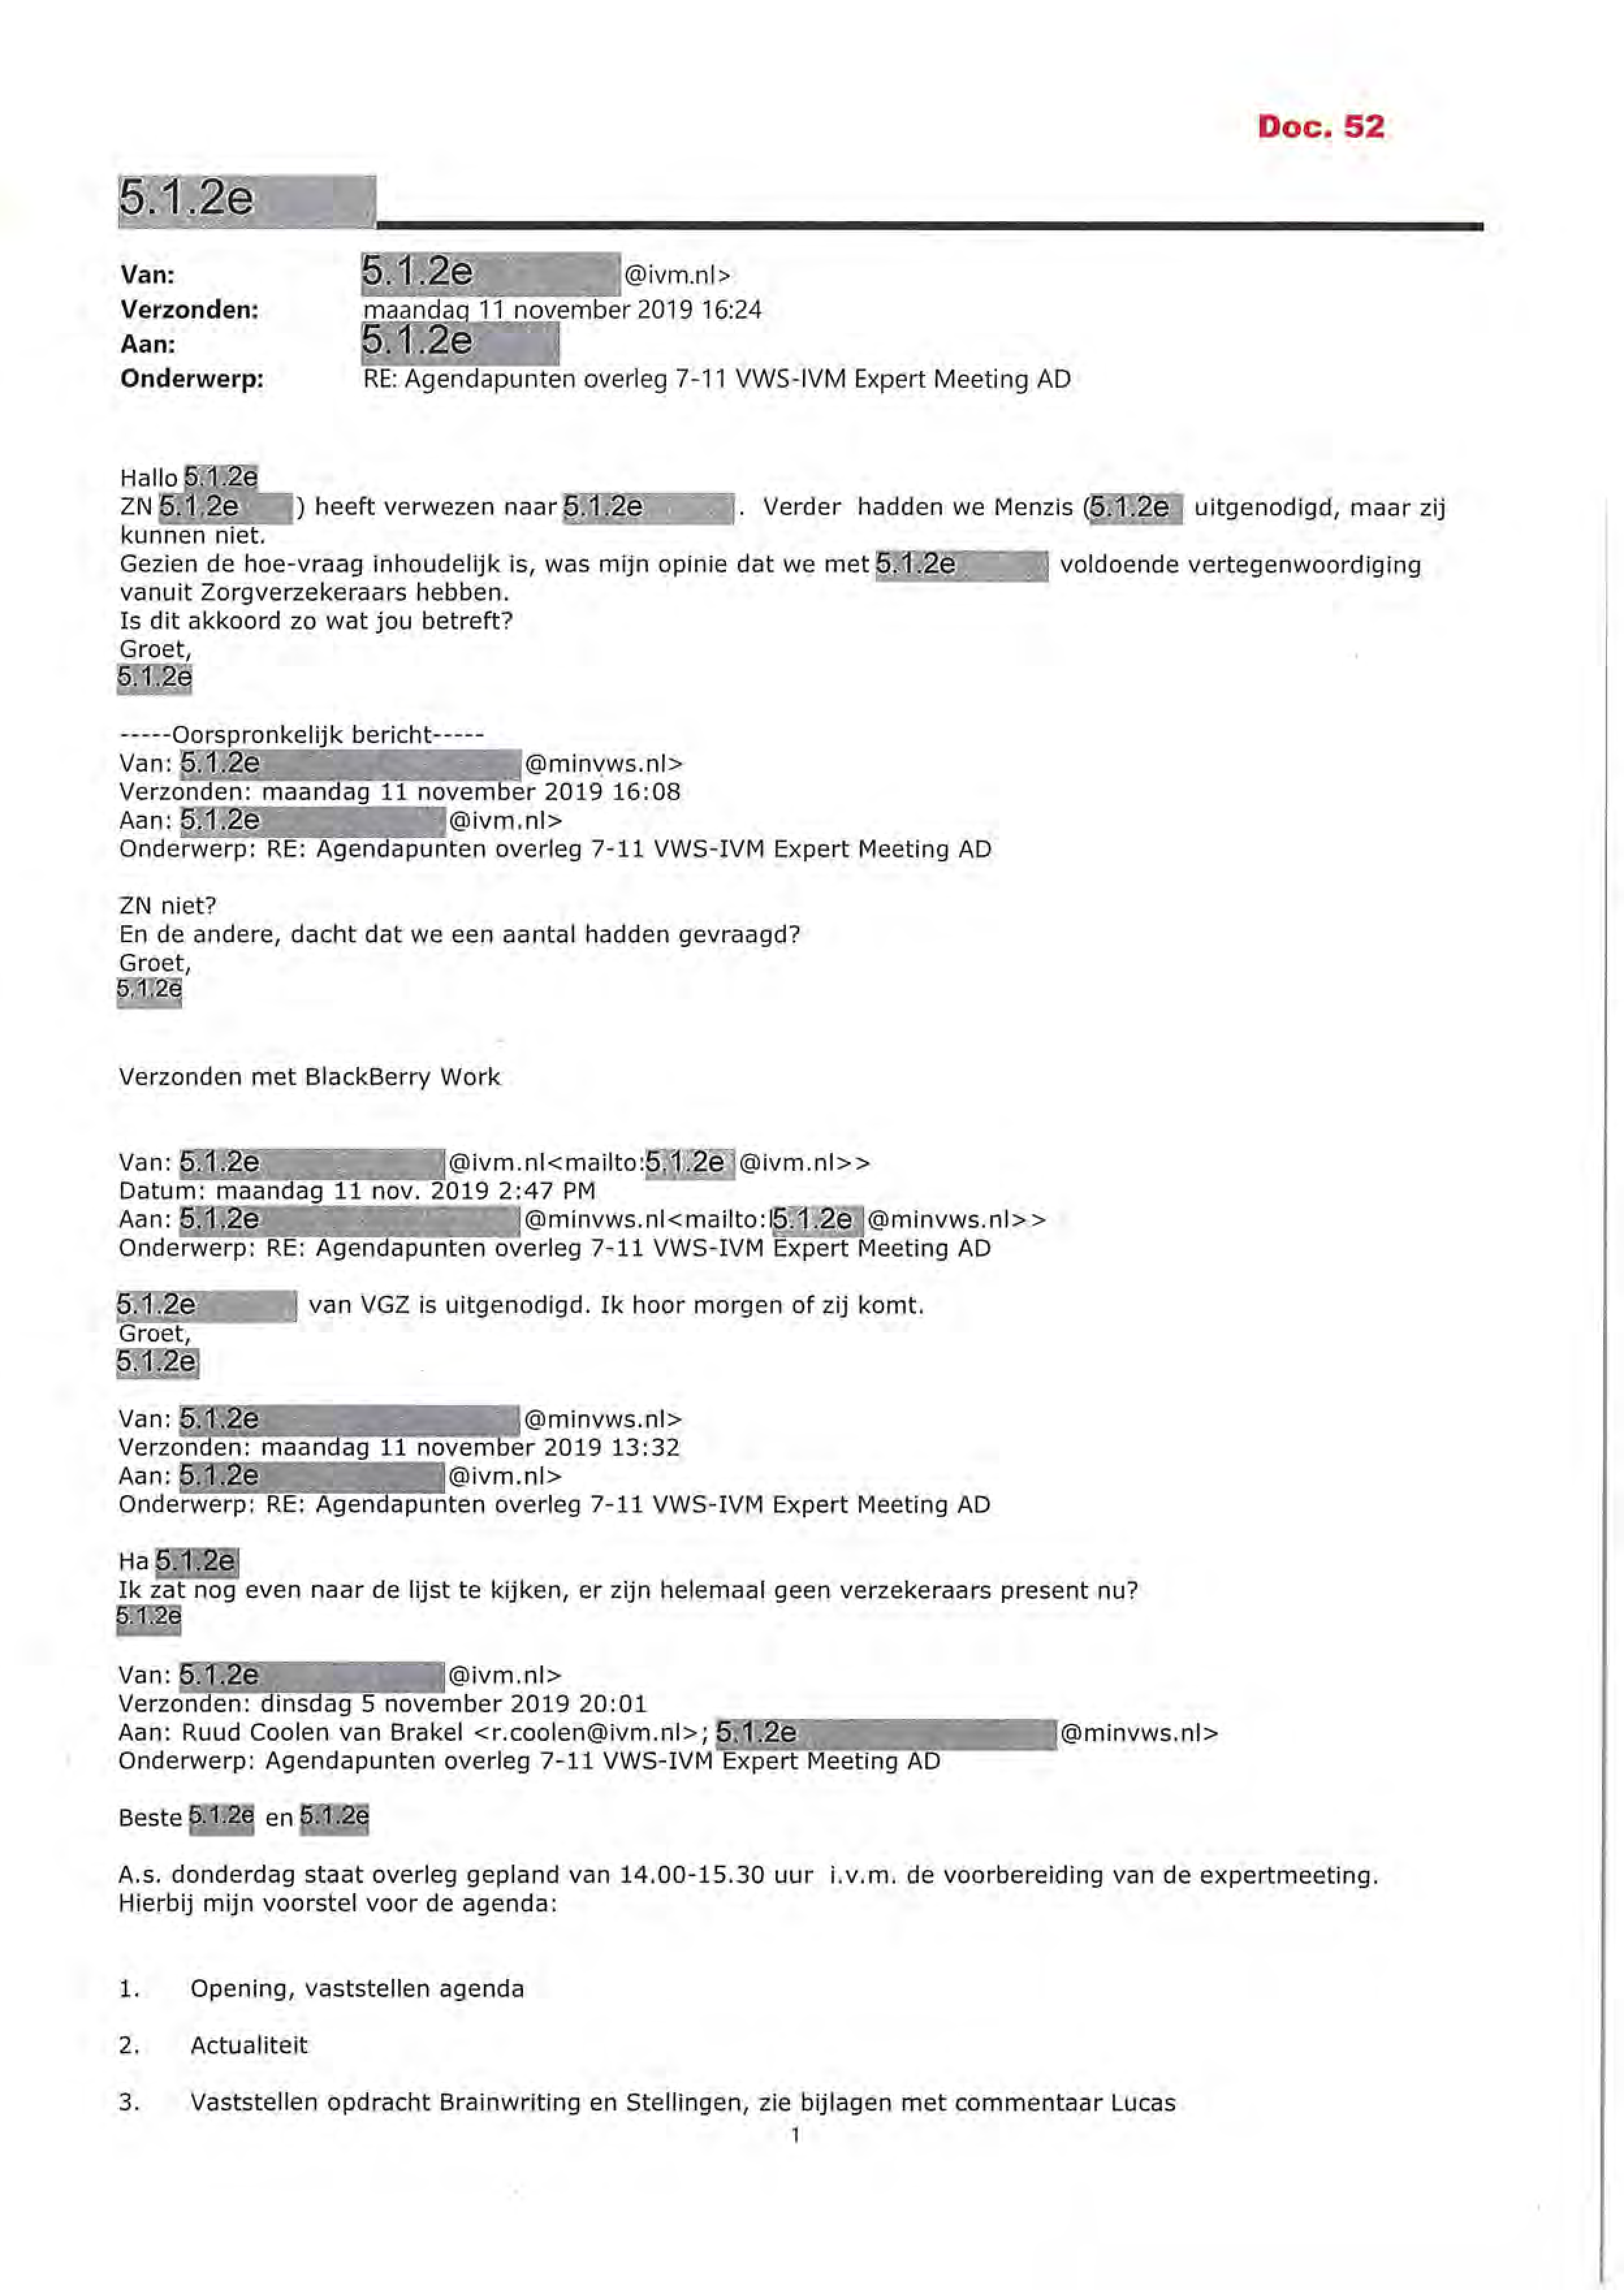 Doc. 52
5.1.2e
Van: 5.1.2e @ivm.nl>
Verzonden: maandag 11 november 2019 16:24
Aan: 5.1.2e
Onderwerp: RE: Agendapunten overleg 7-11 VWS-IVM Expert Meeting AD
Hallo 5.1.2e
ZN 5.1.2e ) heeft verwezen naar 5.1.2e . Verder hadden we Menzis (5.1.2e uitgenodigd, maar zij
kunnen niet.
Gezien de hoe-vraag inhoudelijk is, was mijn opinie dat we met 5.1.2e voldoende vertegenwoordiging
vanuit Zorgverzekeraars hebben.
Is dit akkoord zo wat jou betreft?
Groet,
5.1.2e
-----Oorspronkelijk bericht-----
Van: 5.1.2e @minvws.nl>
Verzonden: maandag 11 november 2019 16:08
Aan: 5.1.2e @ivm.nl>
Onderwerp: RE: Agendapunten overleg 7-11 VWS-IVM Expert Meeting AD
ZN niet?
En de andere, dacht dat we een aantal hadden gevraagd?
Groet,
5.1.2e
Verzonden met BlackBerry Work
Van: 5.1.2e @ivm.nl<mailto:5.1.2e @ivm.nl>>
Datum: maandag 11 nov. 2019 2:47 PM
Aan: 5.1.2e @minvws.nl<mailto:5.1.2e @minvws.nl>>
Onderwerp: RE: Agendapunten overleg 7-11 VWS-IVM Expert Meeting AD
5.1.2e van VGZ is uitgenodigd. Ik hoor morgen of zij komt.
Groet,
5.1.2e
Van: 5.1.2e @minvws.nl>
Verzonden: maandag 11 november 2019 13:32
Aan: 5.1.2e @ivm.nl>
Onderwerp: RE: Agendapunten overleg 7-11 VWS-IVM Expert Meeting AD
Ha 5.1.2e
Ik zat nog even naar de lijst te kijken, er zijn helemaal geen verzekeraars present nu?
5.1.2e
Van: 5.1.2e @ivm.nl>
Verzonden: dinsdag 5 november 2019 20:01
Aan: Ruud Coolen van Brakel <r.coolen@ivm.nl>; 5.1.2e @minvws.nl>
Onderwerp: Agendapunten overleg 7-11 VWS-IVM Expert Meeting AD
Beste 5.1.2e en 5.1.2e
A.s. donderdag staat overleg gepland van 14.00-15.30 uur i.v.m. de voorbereiding van de expertmeeting.
Hierbij mijn voorstel voor de agenda:
1. Opening, vaststellen agenda
2. Actualiteit
3. Vaststellen opdracht Brainwriting en Stellingen, zie bijlagen met commentaar Lucas
1